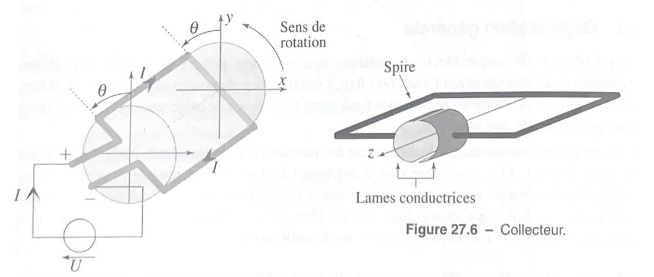 θ
y
Sens de
rotation
θ
I
x
+
I
I
−
U
Spire
z
Lames conductrices
Figure 27.6 – Collecteur.